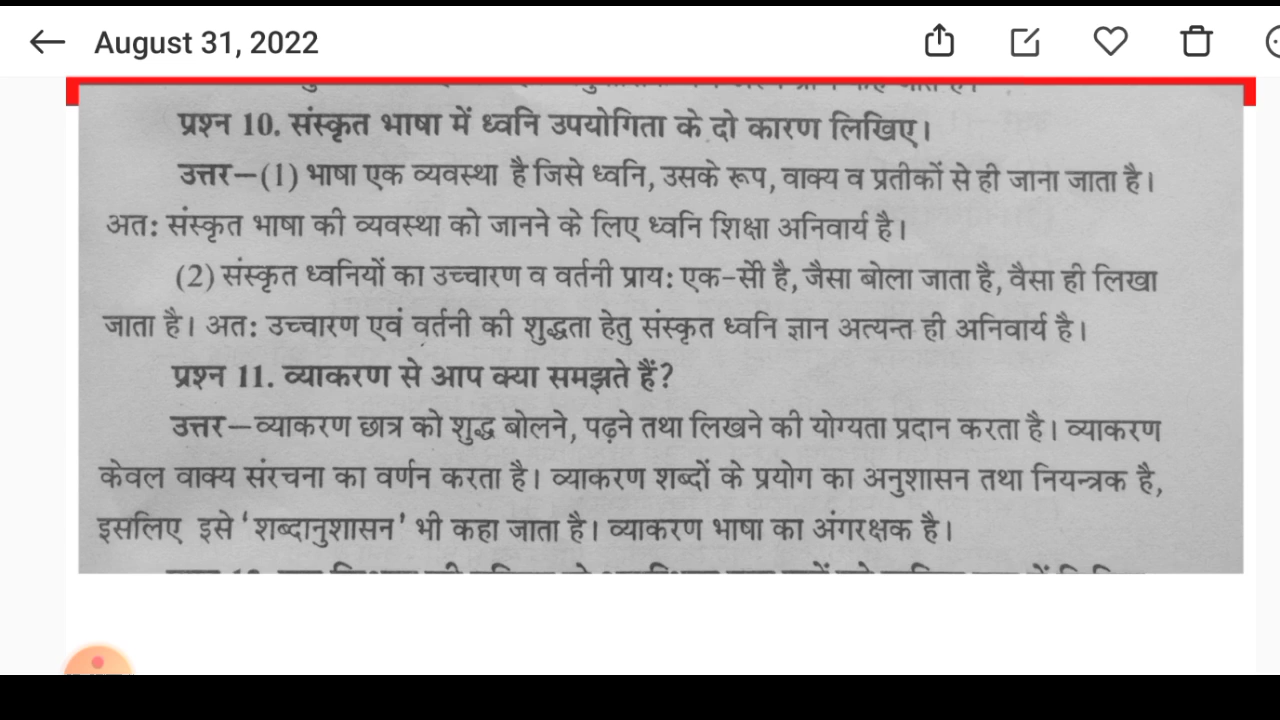 August 31, 2022
प्रश्न 10. संस्कृत भाषा में ध्वनि उपयोगिता के दो कारण लिखिए।
उत्तर–(1) भाषा एक व्यवस्था है जिसे ध्वनि, उसके रूप, वाक्य व प्रतीकों से ही जाना जाता है।
अत: संस्कृत भाषा की व्यवस्था को जानने के लिए ध्वनि शिक्षा अनिवार्य है।
(2) संस्कृत ध्वनियों का उच्चारण व वर्तनी प्राय: एक-सी है, जैसा बोला जाता है, वैसा ही लिखा
जाता है। अत: उच्चारण एवं वर्तनी की शुद्धता हेतु संस्कृत ध्वनि ज्ञान अत्यन्त ही अनिवार्य है।
प्रश्न 11. व्याकरण से आप क्या समझते हैं?
उत्तर–व्याकरण छात्र को शुद्ध बोलने, पढ़ने तथा लिखने की योग्यता प्रदान करता है। व्याकरण
केवल वाक्य संरचना का वर्णन करता है। व्याकरण शब्दों के प्रयोग का अनुशासन तथा नियन्त्रक है,
इसलिए इसे ‘शब्दानुशासन’ भी कहा जाता है। व्याकरण भाषा का अंगरक्षक है।